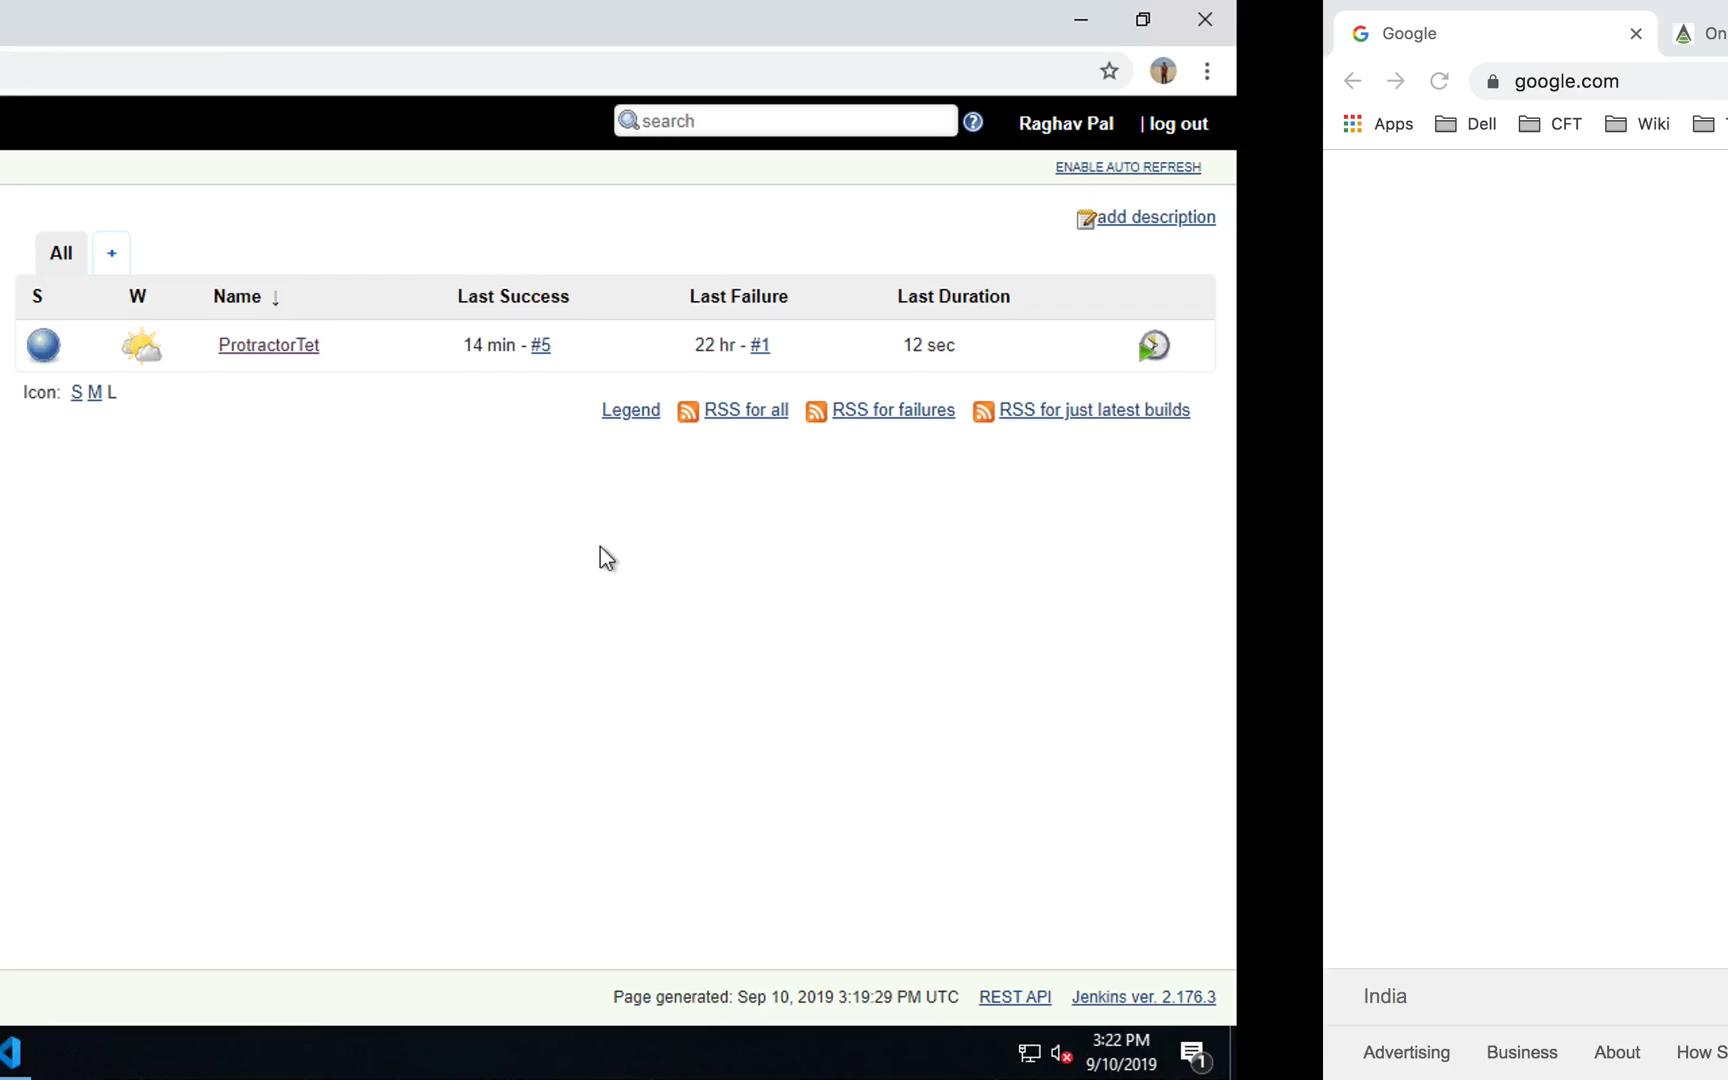 search
Raghav Pal | log out
ENABLE AUTO REFRESH
add description
All +
S W Name ↓ Last Success Last Failure Last Duration
ProtractorTet 14 min - #5 22 hr - #1 12 sec
Icon: S M L
Legend RSS for all RSS for failures RSS for just latest builds
Page generated: Sep 10, 2019 3:19:29 PM UTC REST API Jenkins ver. 2.176.3
3:22 PM
9/10/2019
1
Google On
google.com
Apps Dell CFT Wiki
India
Advertising Business About How S